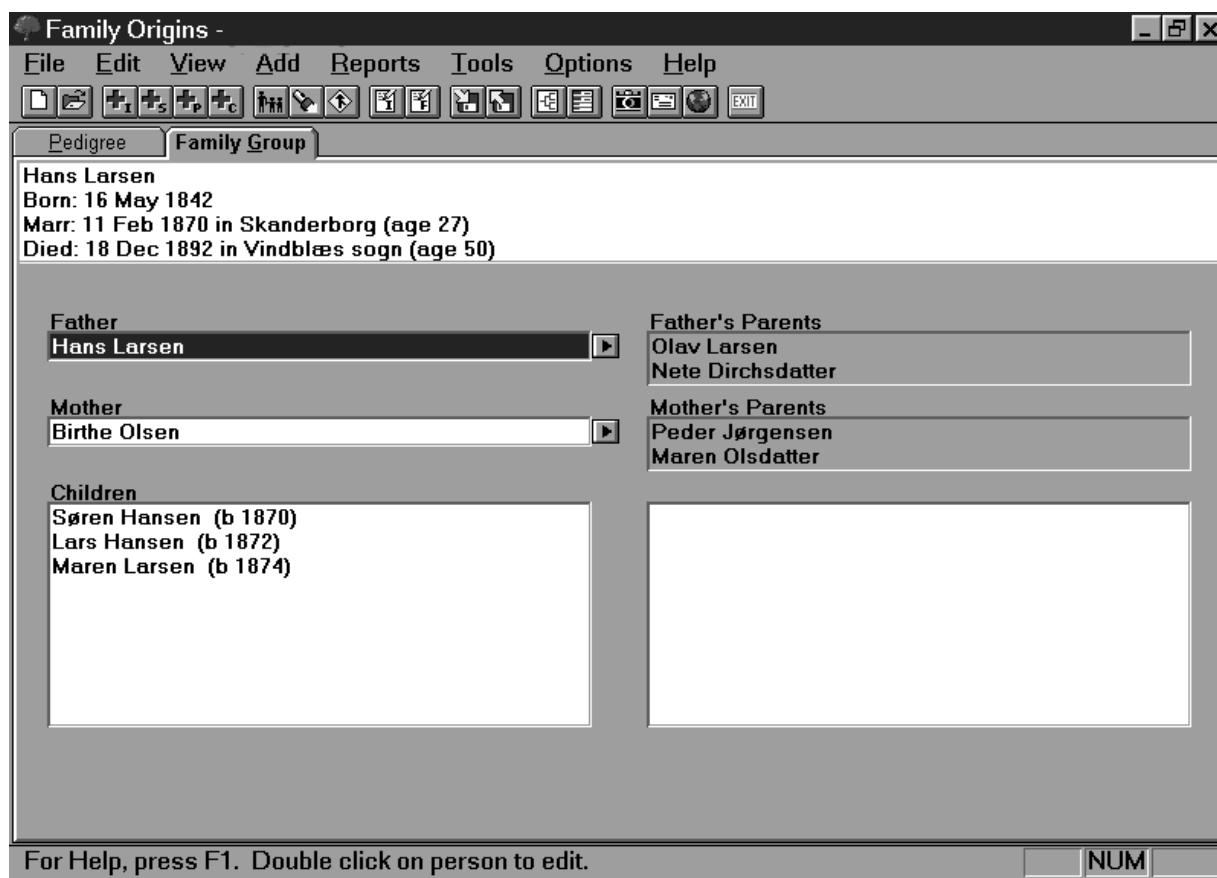 Family Origins -
File Edit View Add Reports Tools Options Help
I S P C I F EXIT
Pedigree Family Group
Hans Larsen
Born: 16 May 1842
Marr: 11 Feb 1870 in Skanderborg (age 27)
Died: 18 Dec 1892 in Vindblæs sogn (age 50)
Father
Hans Larsen
Father's Parents
Olav Larsen
Nete Dirchsdatter
Mother
Birthe Olsen
Mother's Parents
Peder Jørgensen
Maren Olsdatter
Children
Søren Hansen (b 1870)
Lars Hansen (b 1872)
Maren Larsen (b 1874)
For Help, press F1. Double click on person to edit.
NUM